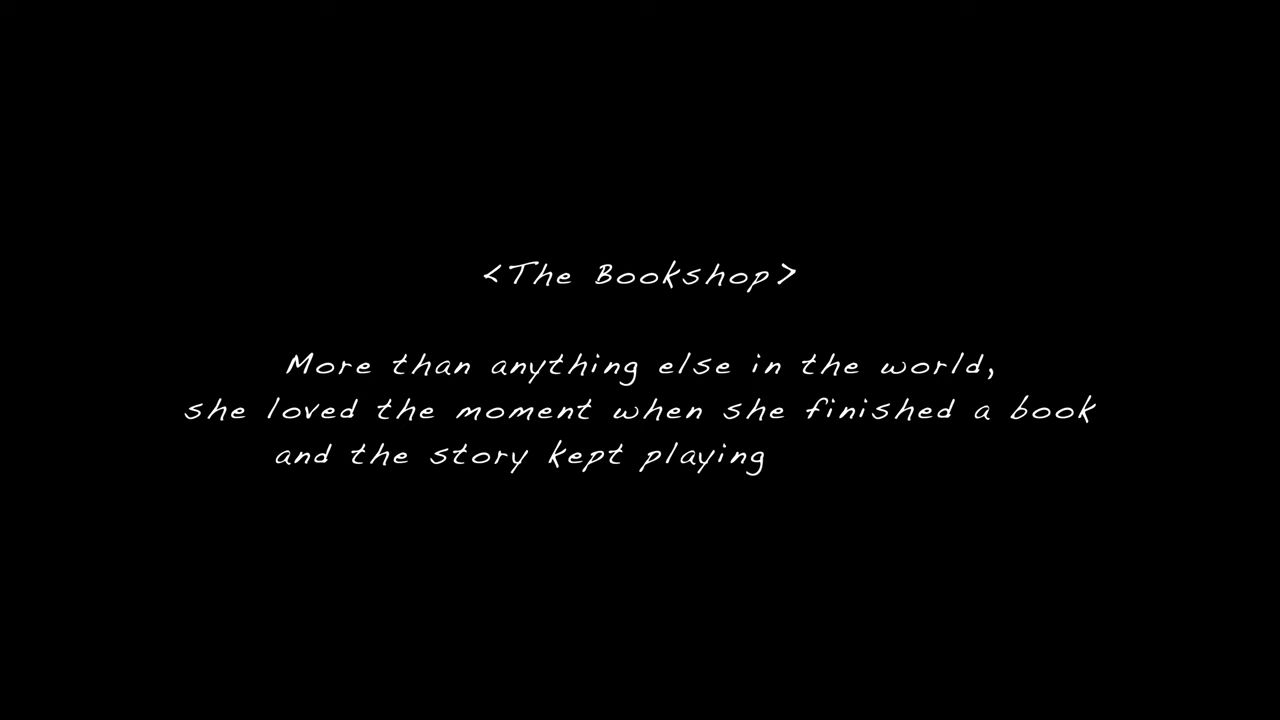 <The Bookshop>
More than anything else in the world,
she loved the moment when she finished a book
and the story kept playing